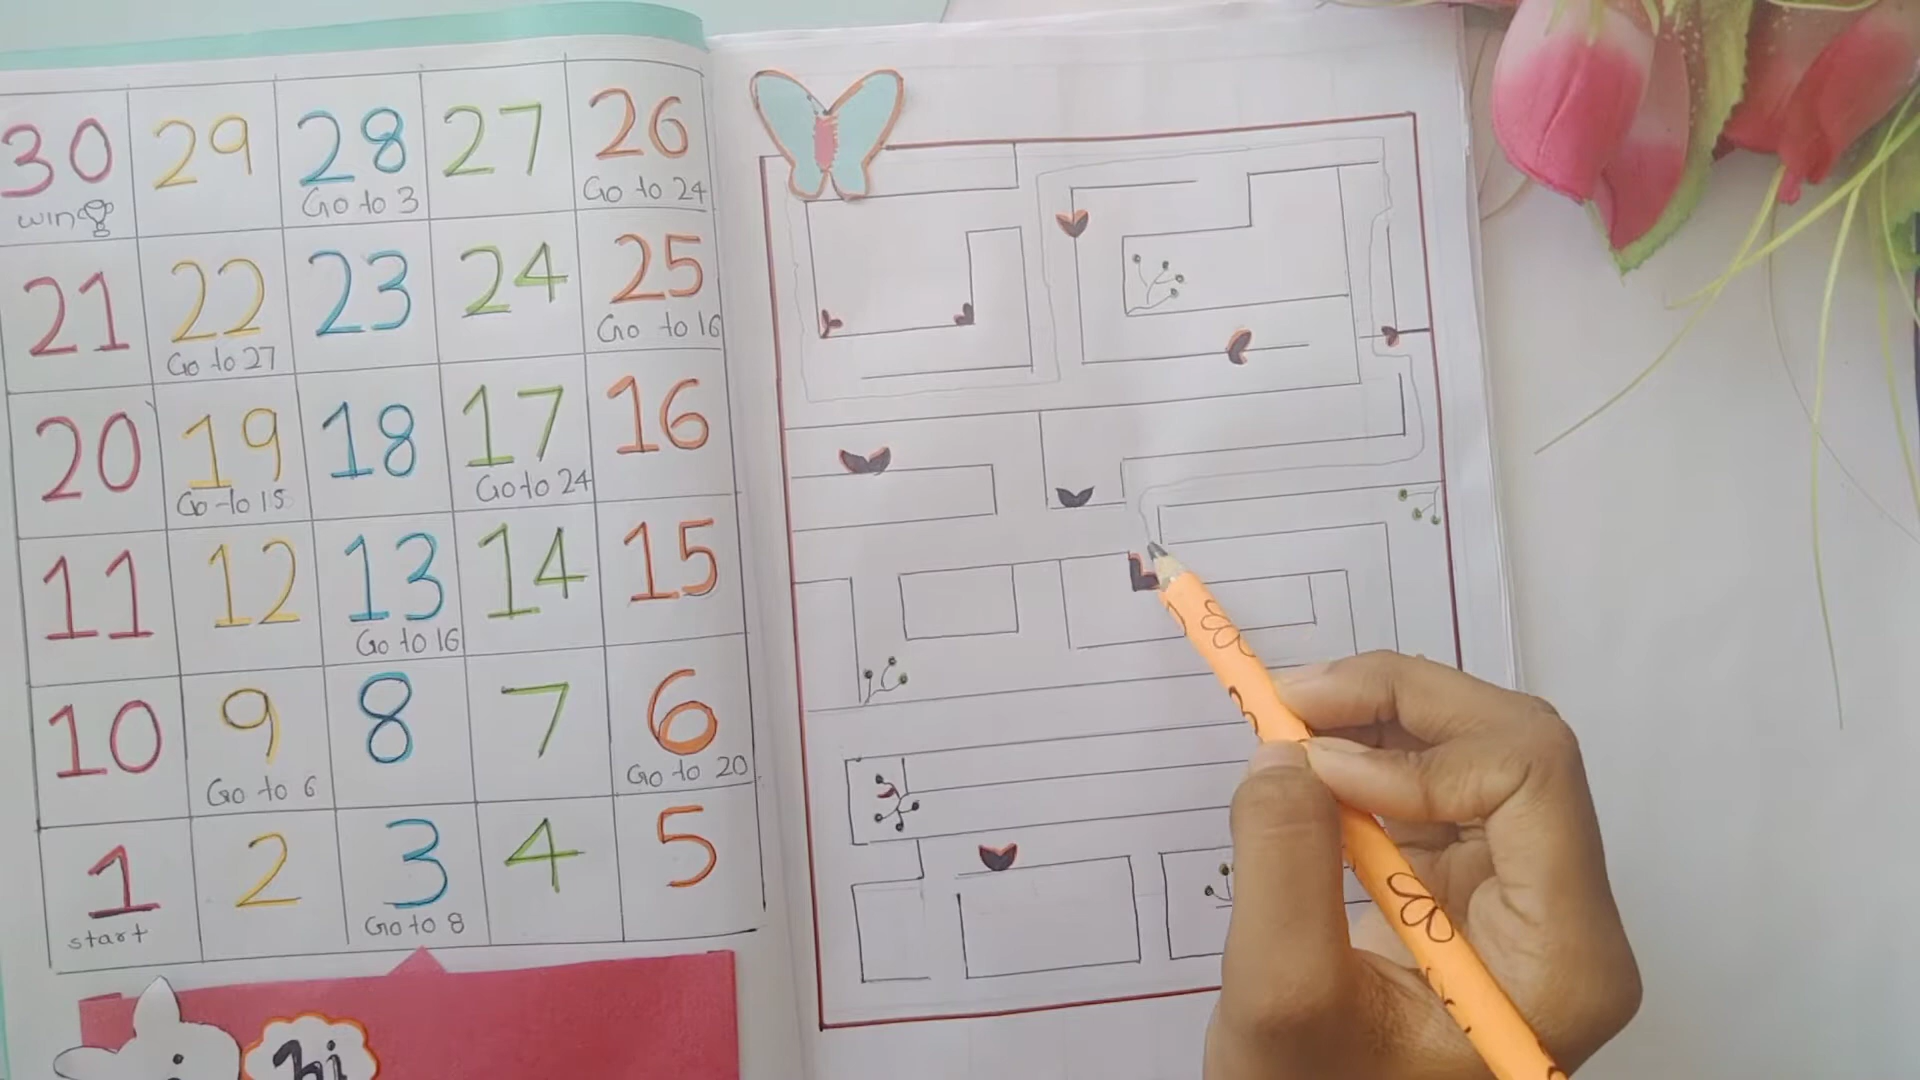 30 29 28 27 26
win Go to 3 Go to 24
21 22 23 24 25
Go to 27 Go to 16
20 19 18 17 16
Go to 15 Go to 24
11 12 13 14 15
Go to 16
10 9 8 7 6
Go to 6 Go to 20
1 2 3 4 5
start Go to 8
hi